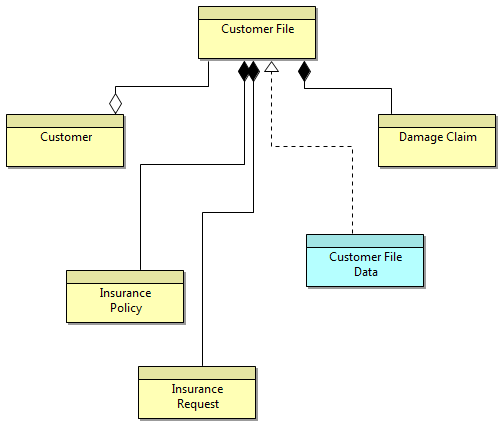 Customer File
Customer
Damage Claim
Customer File
Data
Insurance
Policy
Insurance
Request